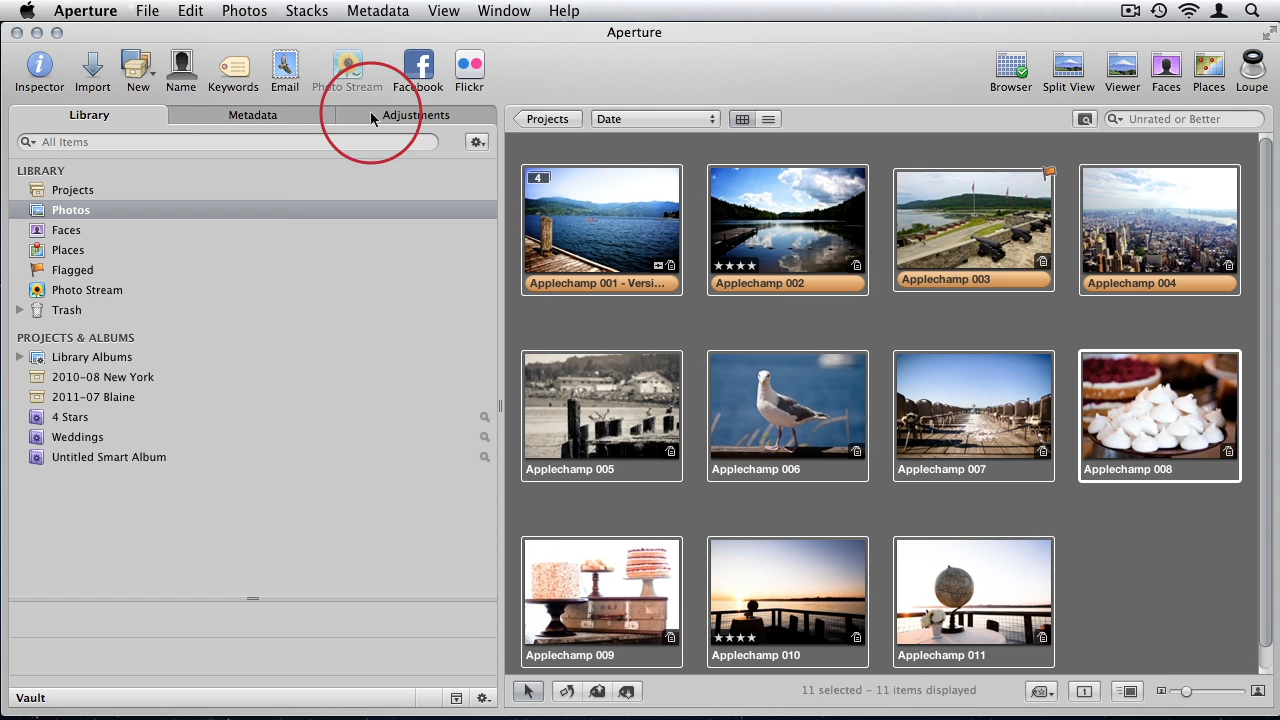 Aperture File Edit Photos Stacks Metadata View Window Help
Aperture
Inspector Import New Name Keywords Email Photo Stream Facebook Flickr Browser Split View Viewer Faces Places Loupe
Library Metadata Adjustments
Projects Date Unrated or Better
All Items
LIBRARY
Projects
Photos
Faces
Places
Flagged
Photo Stream
Trash
PROJECTS & ALBUMS
Library Albums
2010-08 New York
2011-07 Blaine
4 Stars
Weddings
Untitled Smart Album
Vault
4
Applechamp 001 - Versi... Applechamp 002 Applechamp 003 Applechamp 004
Applechamp 005 Applechamp 006 Applechamp 007 Applechamp 008
Applechamp 009 Applechamp 010 Applechamp 011
11 selected - 11 items displayed
1